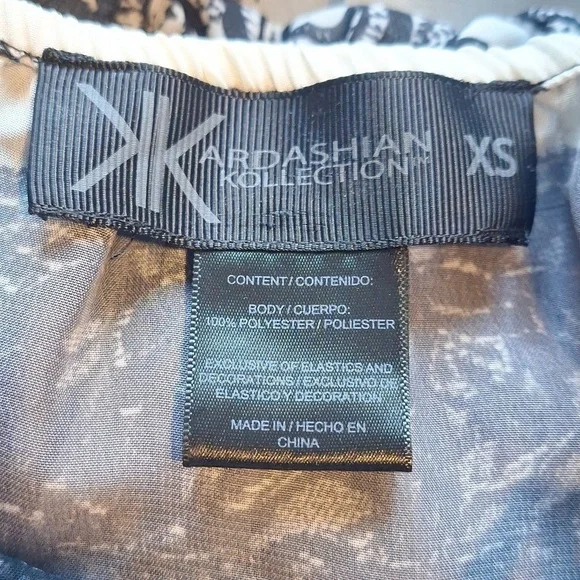 KARDASHIAN
KOLLECTION™ XS
CONTENT / CONTENIDO:
BODY / CUERPO:
100% POLYESTER / POLIESTER
EXCLUSIVE OF ELASTICS AND
DECORATIONS / EXCLUSIVO DE
ELASTICO Y DECORATION
MADE IN / HECHO EN
CHINA